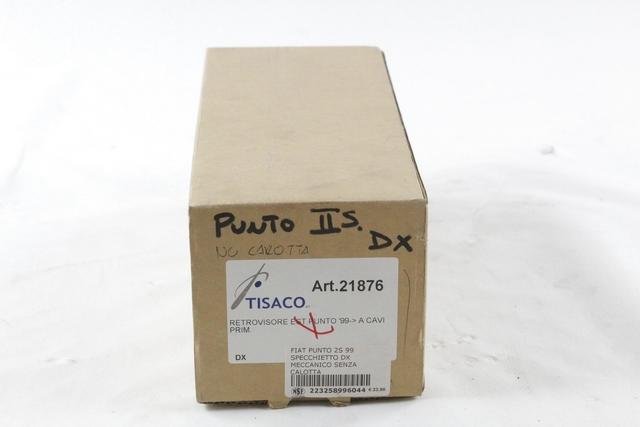 PUNTO II S.
DX
NO CALOTTA
TISACO
Art.21876
RETROVISORE EST PUNTO '99-> A CAVI
PRIM.
DX
FIAT PUNTO 2S 99
SPECCHIETTO DX
MECCANICO SENZA
CALOTTA
NSF 223258996044